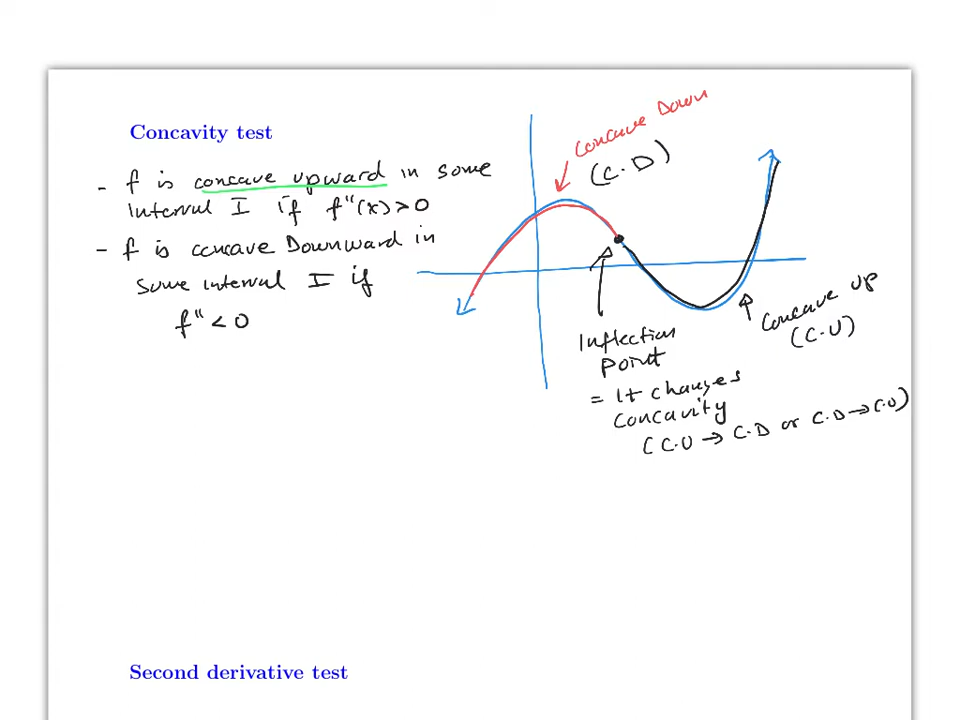 Concavity test
- f is concave upward in some
interval I if f"(x) > 0
- f is concave Downward in
some interval I if
f" < 0
Concave Down
(C.D)
Inflection
Point
= It changes
concavity
(C.U → C.D or C.D → C.U)
Concave up
(C.U)
Second derivative test